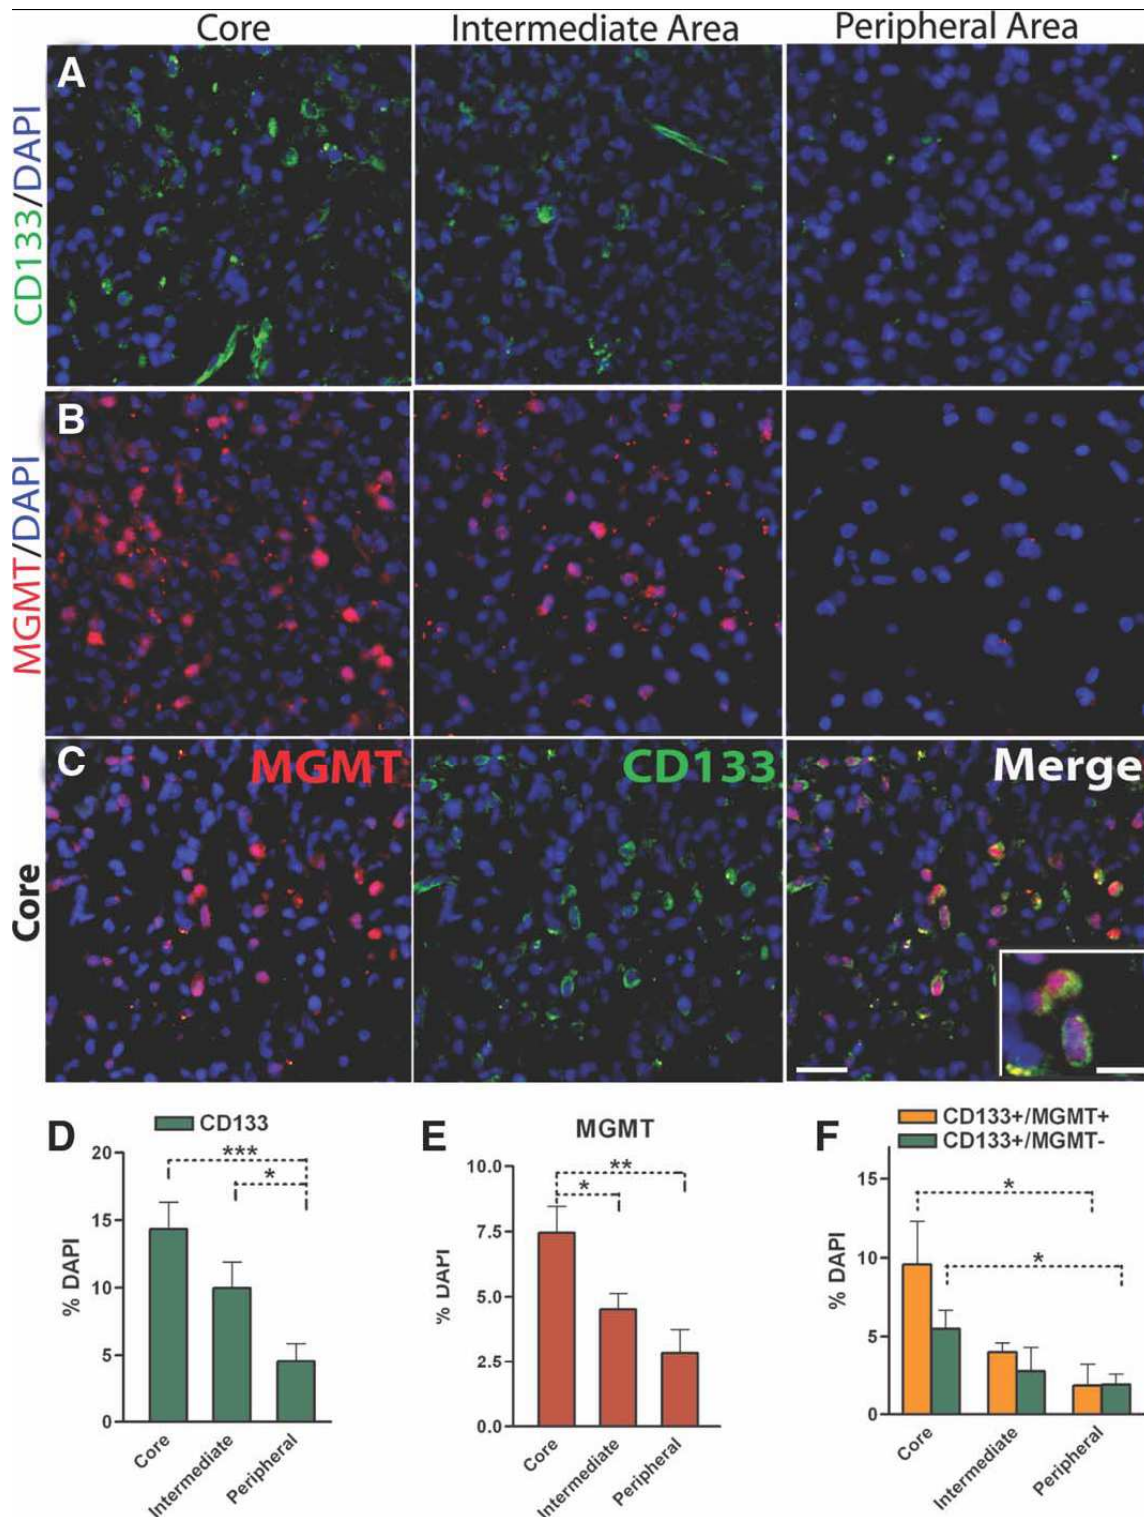 Core
Intermediate Area
Peripheral Area
A
CD133/DAPI
B
MGMT/DAPI
C
MGMT
CD133
Merge
Core
D
CD133
***
*
20
15
10
5
0
% DAPI
Core
Intermediate
Peripheral
E
MGMT
**
*
10.0
7.5
5.0
2.5
0.0
% DAPI
Core
Intermediate
Peripheral
F
CD133+/MGMT+
CD133+/MGMT-
*
*
15
10
5
0
% DAPI
Core
Intermediate
Peripheral